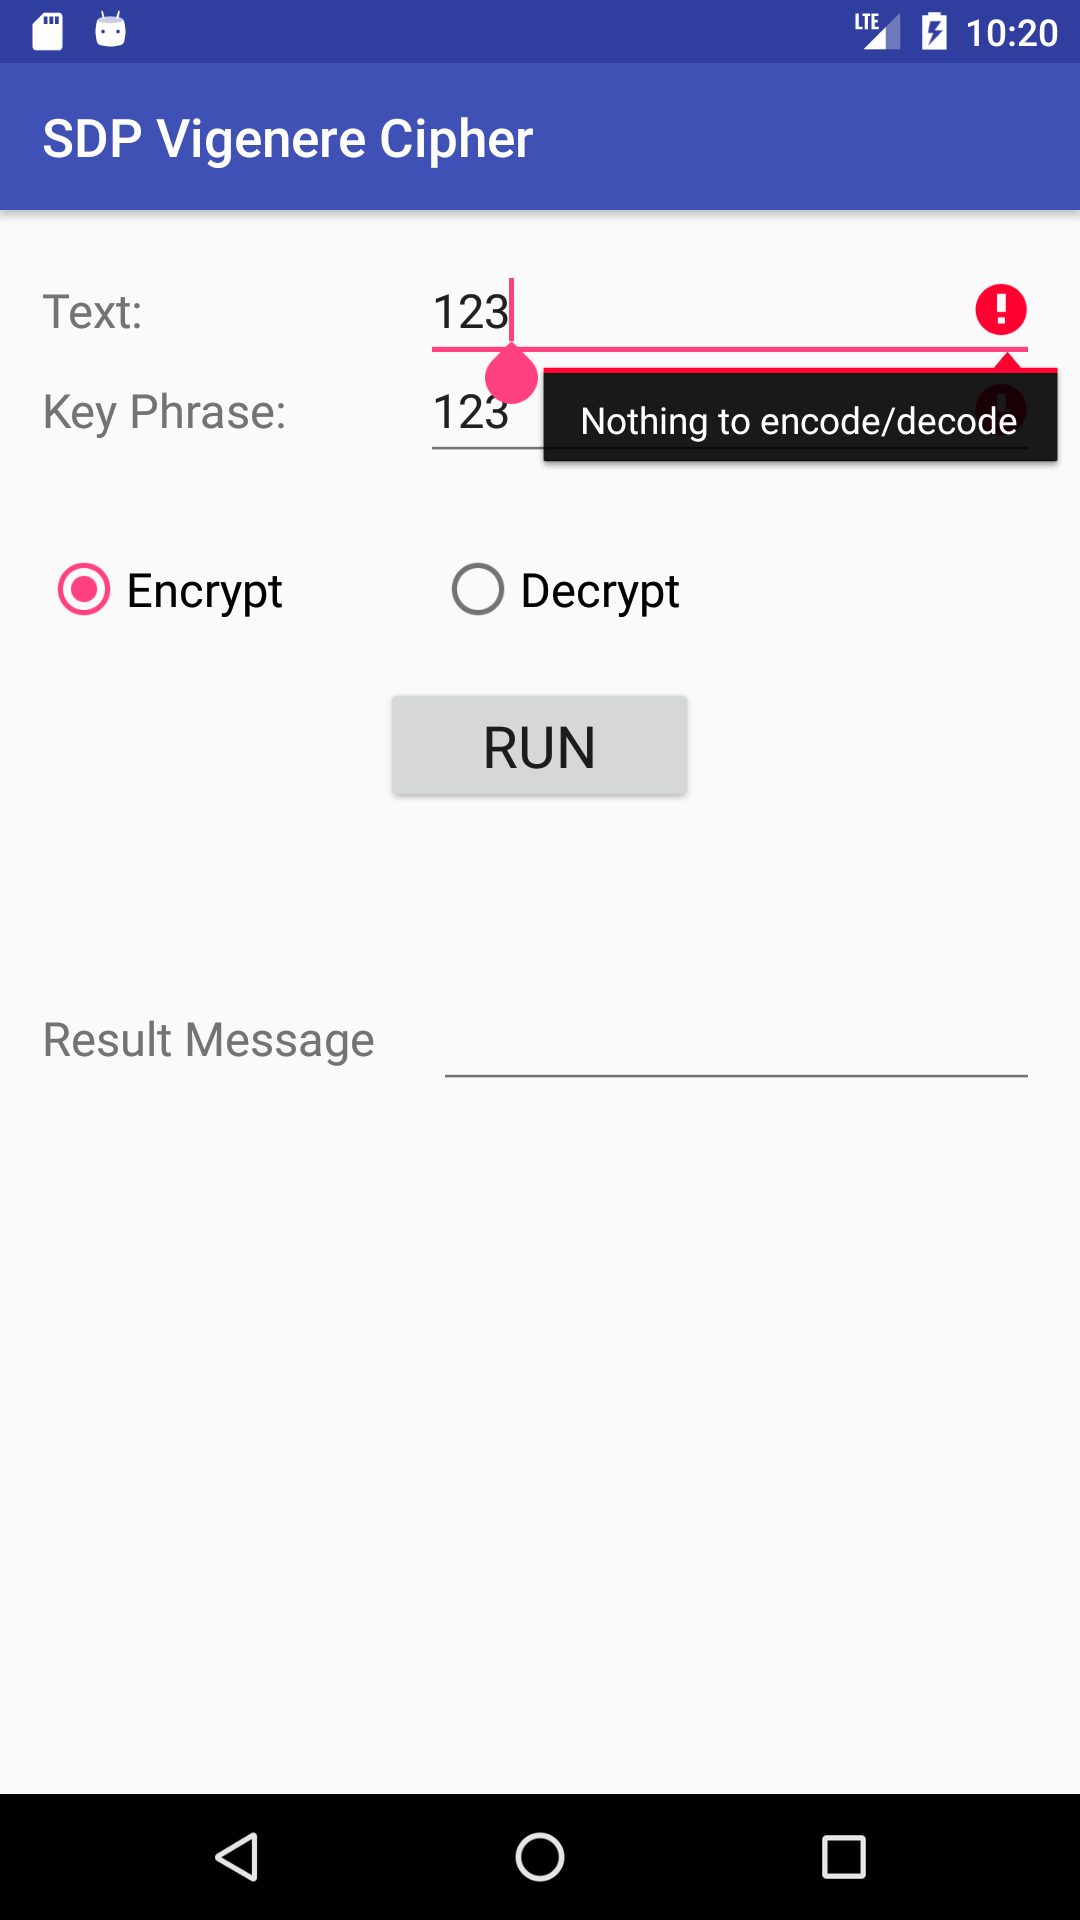 LTE 10:20
SDP Vigenere Cipher
Text: 123
Key Phrase: 123
Nothing to encode/decode
Encrypt Decrypt
RUN
Result Message